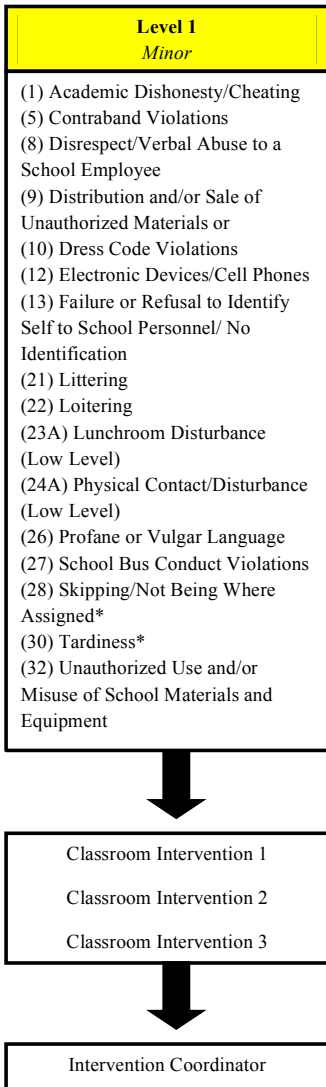 Level 1
Minor
(1) Academic Dishonesty/Cheating
(5) Contraband Violations
(8) Disrespect/Verbal Abuse to a
School Employee
(9) Distribution and/or Sale of
Unauthorized Materials or
(10) Dress Code Violations
(12) Electronic Devices/Cell Phones
(13) Failure or Refusal to Identify
Self to School Personnel/ No
Identification
(21) Littering
(22) Loitering
(23A) Lunchroom Disturbance
(Low Level)
(24A) Physical Contact/Disturbance
(Low Level)
(26) Profane or Vulgar Language
(27) School Bus Conduct Violations
(28) Skipping/Not Being Where
Assigned*
(30) Tardiness*
(32) Unauthorized Use and/or
Misuse of School Materials and
Equipment
Classroom Intervention 1
Classroom Intervention 2
Classroom Intervention 3
Intervention Coordinator